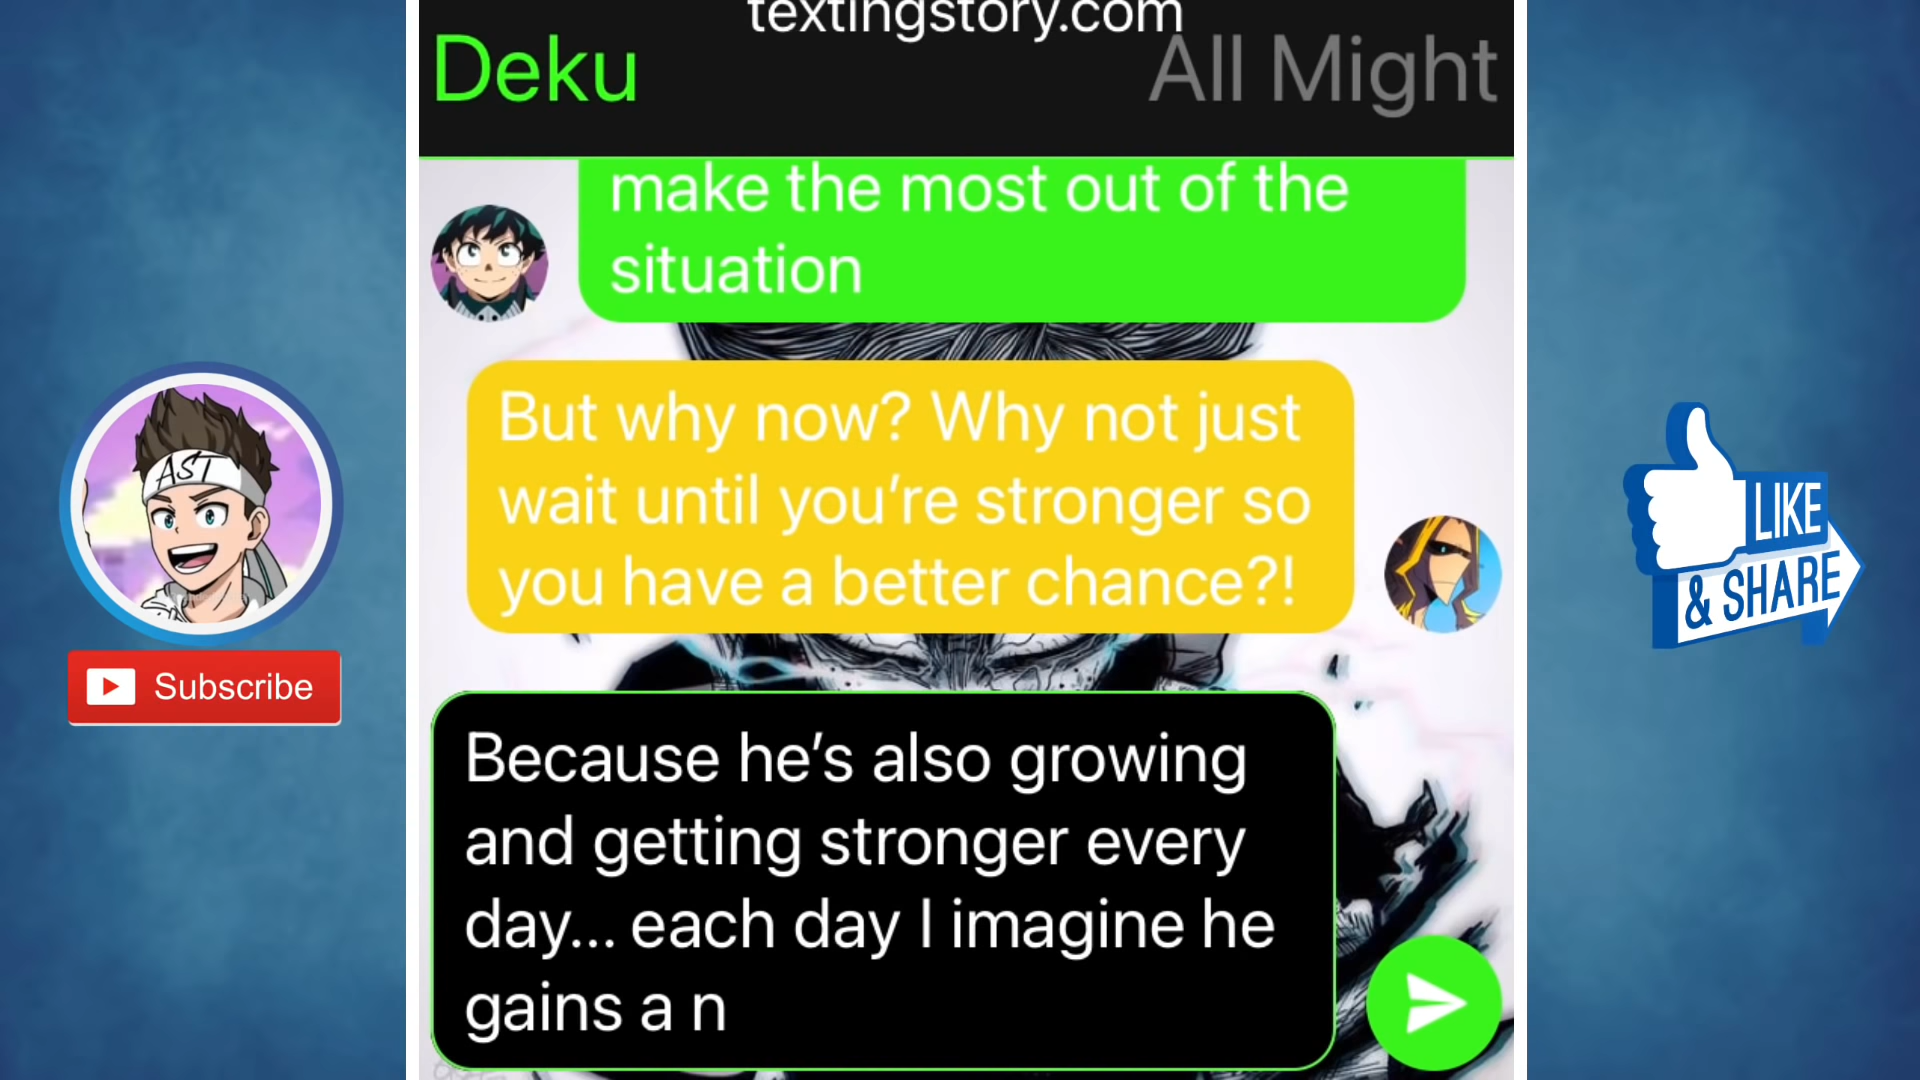 textingstory.com
Deku
All Might
make the most out of the
situation
But why now? Why not just
wait until you’re stronger so
you have a better chance?!
Because he’s also growing
and getting stronger every
day... each day I imagine he
gains a n
AST
Subscribe
LIKE
& SHARE